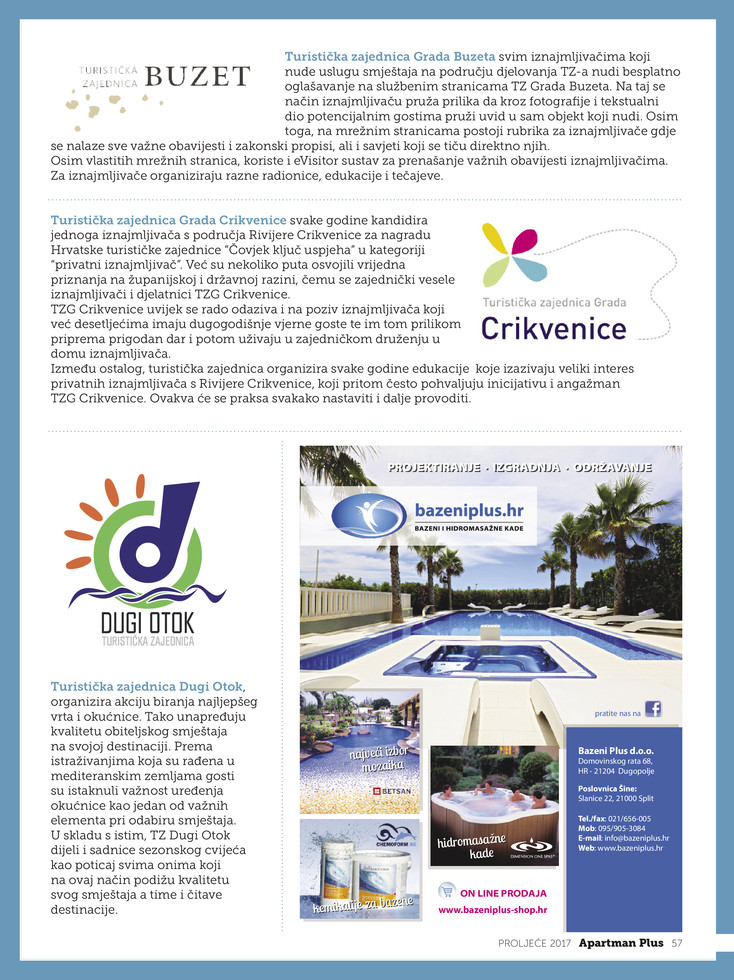 TURISTIČKA
ZAJEDNICA BUZET
Turistička zajednica Grada Buzeta svim iznajmljivačima koji
nude uslugu smještaja na području djelovanja TZ-a nudi besplatno
oglašavanje na službenim stranicama TZ Grada Buzeta. Na taj se
način iznajmljivaču pruža prilika da kroz fotografije i tekstualni
dio potencijalnim gostima pruži uvid u sam objekt koji nudi. Osim
toga, na mrežnim stranicama postoji rubrika za iznajmljivače gdje
se nalaze sve važne obavijesti i zakonski propisi, ali i savjeti koji se tiču direktno njih.
Osim vlastitih mrežnih stranica, koriste i eVisitor sustav za prenašanje važnih obavijesti iznajmljivačima.
Za iznajmljivače organiziraju razne radionice, edukacije i tečajeve.
Turistička zajednica Grada Crikvenice svake godine kandidira
jednoga iznajmljivača s područja Rivijere Crikvenice za nagradu
Hrvatske turističke zajednice “Čovjek ključ uspjeha” u kategoriji
“privatni iznajmljivač”. Već su nekoliko puta osvojili vrijedna
priznanja na županijskoj i državnoj razini, čemu se zajednički vesele
iznajmljivači i djelatnici TZG Crikvenice.
TZG Crikvenice uvijek se rado odaziva i na poziv iznajmljivača koji
već desetljećima imaju dugogodišnje vjerne goste te im tom prilikom
priprema prigodan dar i potom uživaju u zajedničkom druženju u
domu iznajmljivača.
Između ostalog, turistička zajednica organizira svake godine edukacije  koje izazivaju veliki interes
privatnih iznajmljivača s Rivijere Crikvenice, koji pritom često pohvaljuju inicijativu i angažman
TZG Crikvenice. Ovakva će se praksa svakako nastaviti i dalje provoditi.
Turistička zajednica Grada
Crikvenice
d
DUGI OTOK
TURISTIČKA ZAJEDNICA
Turistička zajednica Dugi Otok,
organizira akciju biranja najljepšeg
vrta i okućnice. Tako unapređuju
kvalitetu obiteljskog smještaja
na svojoj destinaciji. Prema
istraživanjima koja su rađena u
mediteranskim zemljama gosti
su istaknuli važnost uređenja
okućnice kao jedan od važnih
elementa pri odabiru smještaja.
U skladu s istim, TZ Dugi Otok
dijeli i sadnice sezonskog cvijeća
kao poticaj svima onima koji
na ovaj način podižu kvalitetu
svog smještaja a time i čitave
destinacije.
PROJEKTIRANJE • IZGRADNJA • ODRŽAVANJE
bazeniplus.hr
BAZENI I HIDROMASAŽNE KADE
pratite nas na f
najveći izbor
mozaika
BETSAN
hidromasažne
kade
DIMENSION ONE SPAS
CHEMOFORM
kemikalije za bazene
ON LINE PRODAJA
www.bazeniplus-shop.hr
Bazeni Plus d.o.o.
Domovinskog rata 68,
HR - 21204 Dugopolje
Poslovnica Šine:
Slanice 22, 21000 Split
Tel./fax: 021/656-005
Mob: 095/905-3084
E-mail: info@bazeniplus.hr
Web: www.bazeniplus.hr
PROLJEĆE 2017 Apartman Plus 57